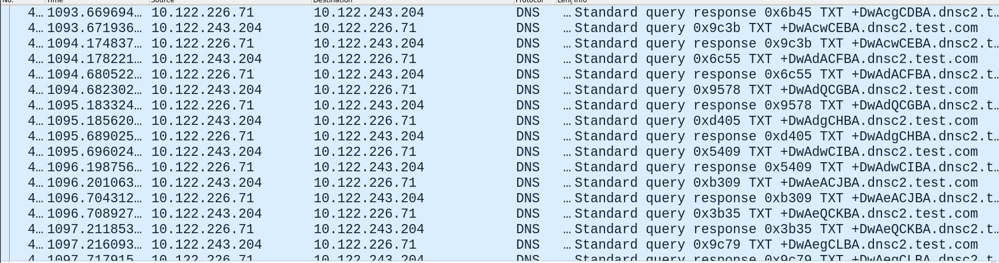 No. Time Source Destination Protocol Leng Info
4… 1093.669694… 10.122.226.71 10.122.243.204 DNS … Standard query response 0x6b45 TXT +DwAcgCDBA.dnsc2.t…
4… 1093.671936… 10.122.243.204 10.122.226.71 DNS … Standard query 0x9c3b TXT +DwAcwCEBA.dnsc2.test.com
4… 1094.174837… 10.122.226.71 10.122.243.204 DNS … Standard query response 0x9c3b TXT +DwAcwCEBA.dnsc2.t…
4… 1094.178221… 10.122.243.204 10.122.226.71 DNS … Standard query 0x6c55 TXT +DwAdACFBA.dnsc2.test.com
4… 1094.680522… 10.122.226.71 10.122.243.204 DNS … Standard query response 0x6c55 TXT +DwAdACFBA.dnsc2.t…
4… 1094.682302… 10.122.243.204 10.122.226.71 DNS … Standard query 0x9578 TXT +DwAdQCGBA.dnsc2.test.com
4… 1095.183324… 10.122.226.71 10.122.243.204 DNS … Standard query response 0x9578 TXT +DwAdQCGBA.dnsc2.t…
4… 1095.185620… 10.122.243.204 10.122.226.71 DNS … Standard query 0xd405 TXT +DwAdgCHBA.dnsc2.test.com
4… 1095.689025… 10.122.226.71 10.122.243.204 DNS … Standard query response 0xd405 TXT +DwAdgCHBA.dnsc2.t…
4… 1095.696024… 10.122.243.204 10.122.226.71 DNS … Standard query 0x5409 TXT +DwAdwCIBA.dnsc2.test.com
4… 1096.198756… 10.122.226.71 10.122.243.204 DNS … Standard query response 0x5409 TXT +DwAdwCIBA.dnsc2.t…
4… 1096.201063… 10.122.243.204 10.122.226.71 DNS … Standard query 0xb309 TXT +DwAeACJBA.dnsc2.test.com
4… 1096.704312… 10.122.226.71 10.122.243.204 DNS … Standard query response 0xb309 TXT +DwAeACJBA.dnsc2.t…
4… 1096.708927… 10.122.243.204 10.122.226.71 DNS … Standard query 0x3b35 TXT +DwAeQCKBA.dnsc2.test.com
4… 1097.211853… 10.122.226.71 10.122.243.204 DNS … Standard query response 0x3b35 TXT +DwAeQCKBA.dnsc2.t…
4… 1097.216093… 10.122.243.204 10.122.226.71 DNS … Standard query 0x9c79 TXT +DwAegCLBA.dnsc2.test.com
4… 1097.717915… 10.122.226.71 10.122.243.204 DNS … Standard query response 0x9c79 TXT +DwAegCLBA.dnsc2.t…